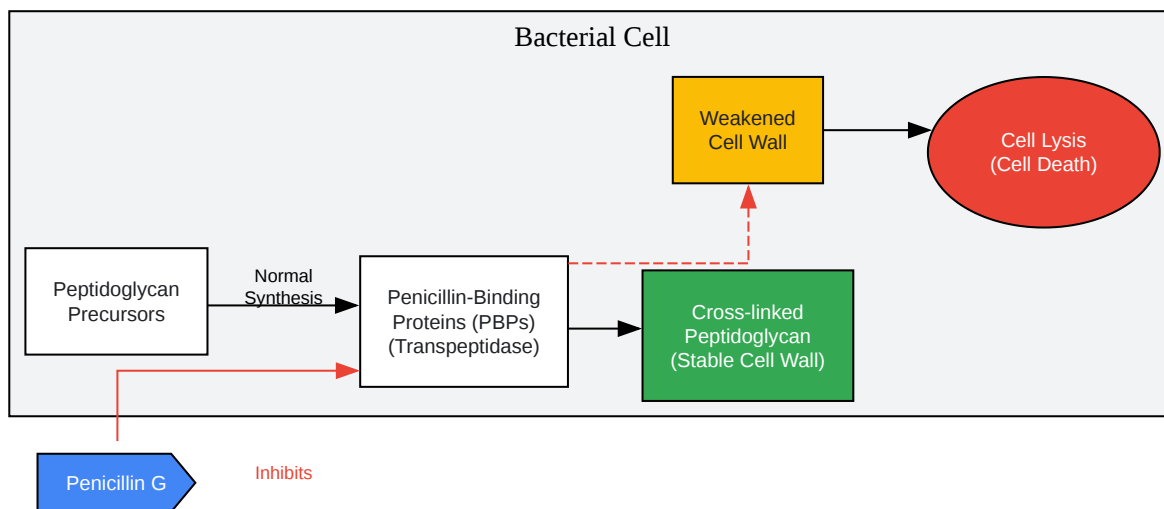 Bacterial Cell
Weakened
Cell Wall
Cell Lysis
(Cell Death)
Peptidoglycan
Precursors
Normal
Synthesis
Penicillin-Binding
Proteins (PBPs)
(Transpeptidase)
Cross-linked
Peptidoglycan
(Stable Cell Wall)
Penicillin G
Inhibits